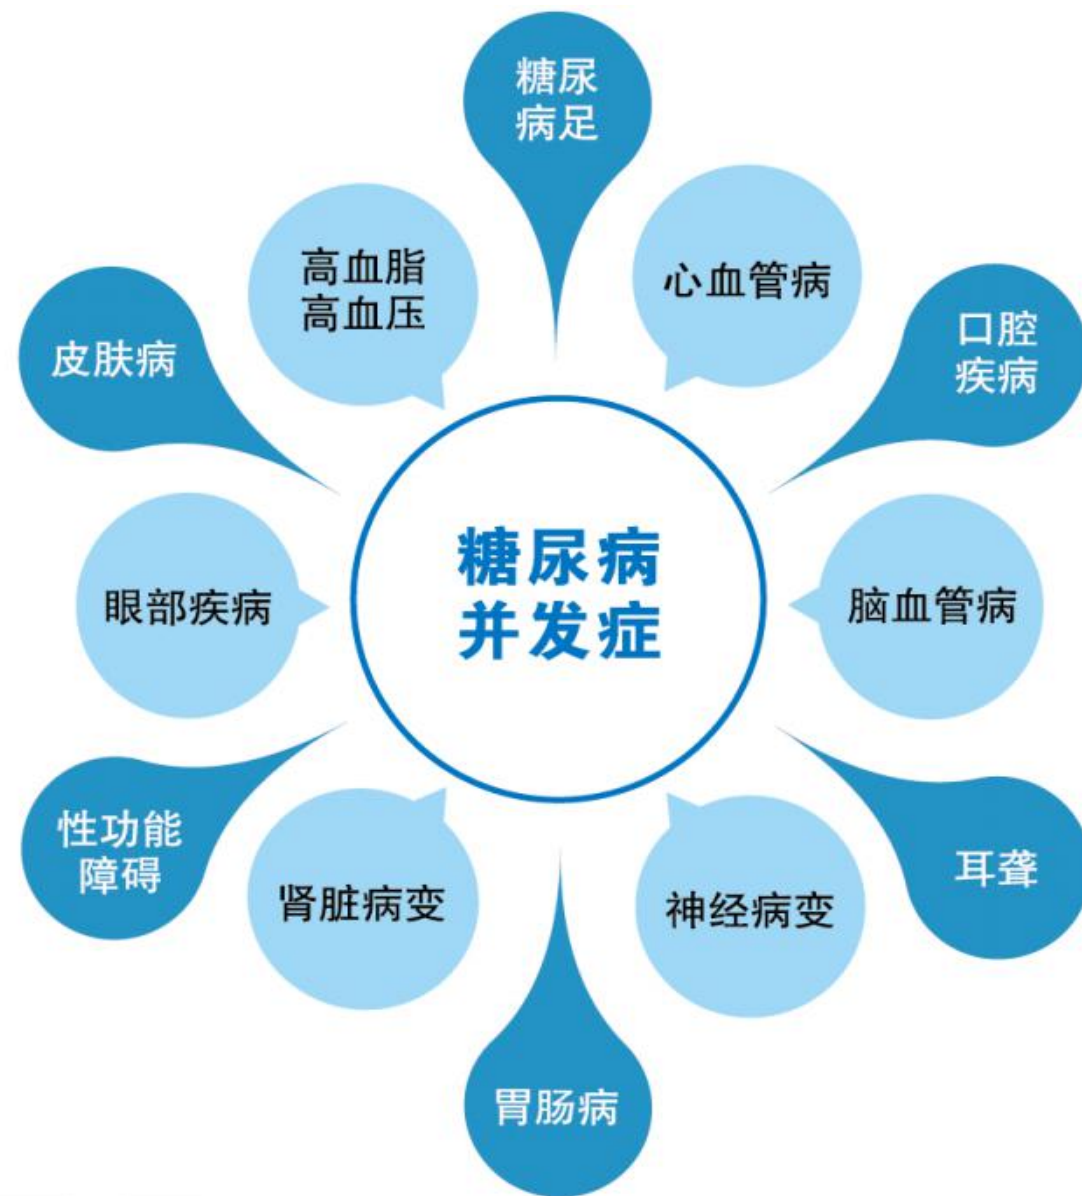 糖尿
病足
高血脂
高血压
心血管病
皮肤病
口腔
疾病
糖尿病
并发症
眼部疾病
脑血管病
性功能
障碍
肾脏病变
神经病变
耳聋
胃肠病